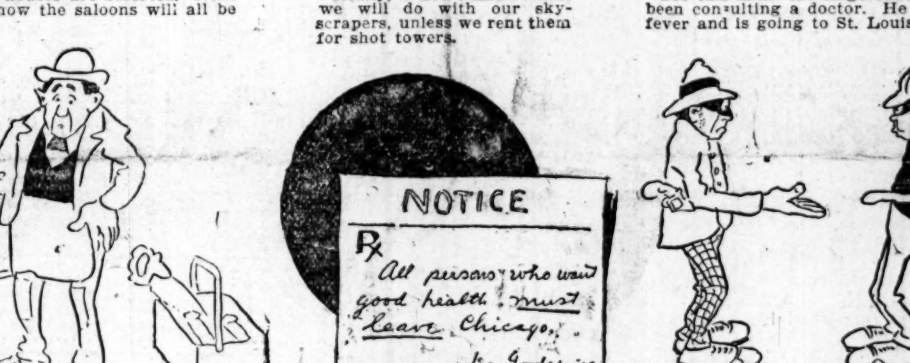 now the saloons will all be
we will do with our sky-
scrapers, unless we rent them
for shot towers.
been consulting a doctor. He
fever and is going to St. Louis
NOTICE
℞
All persons who want
good health must
leave Chicago.